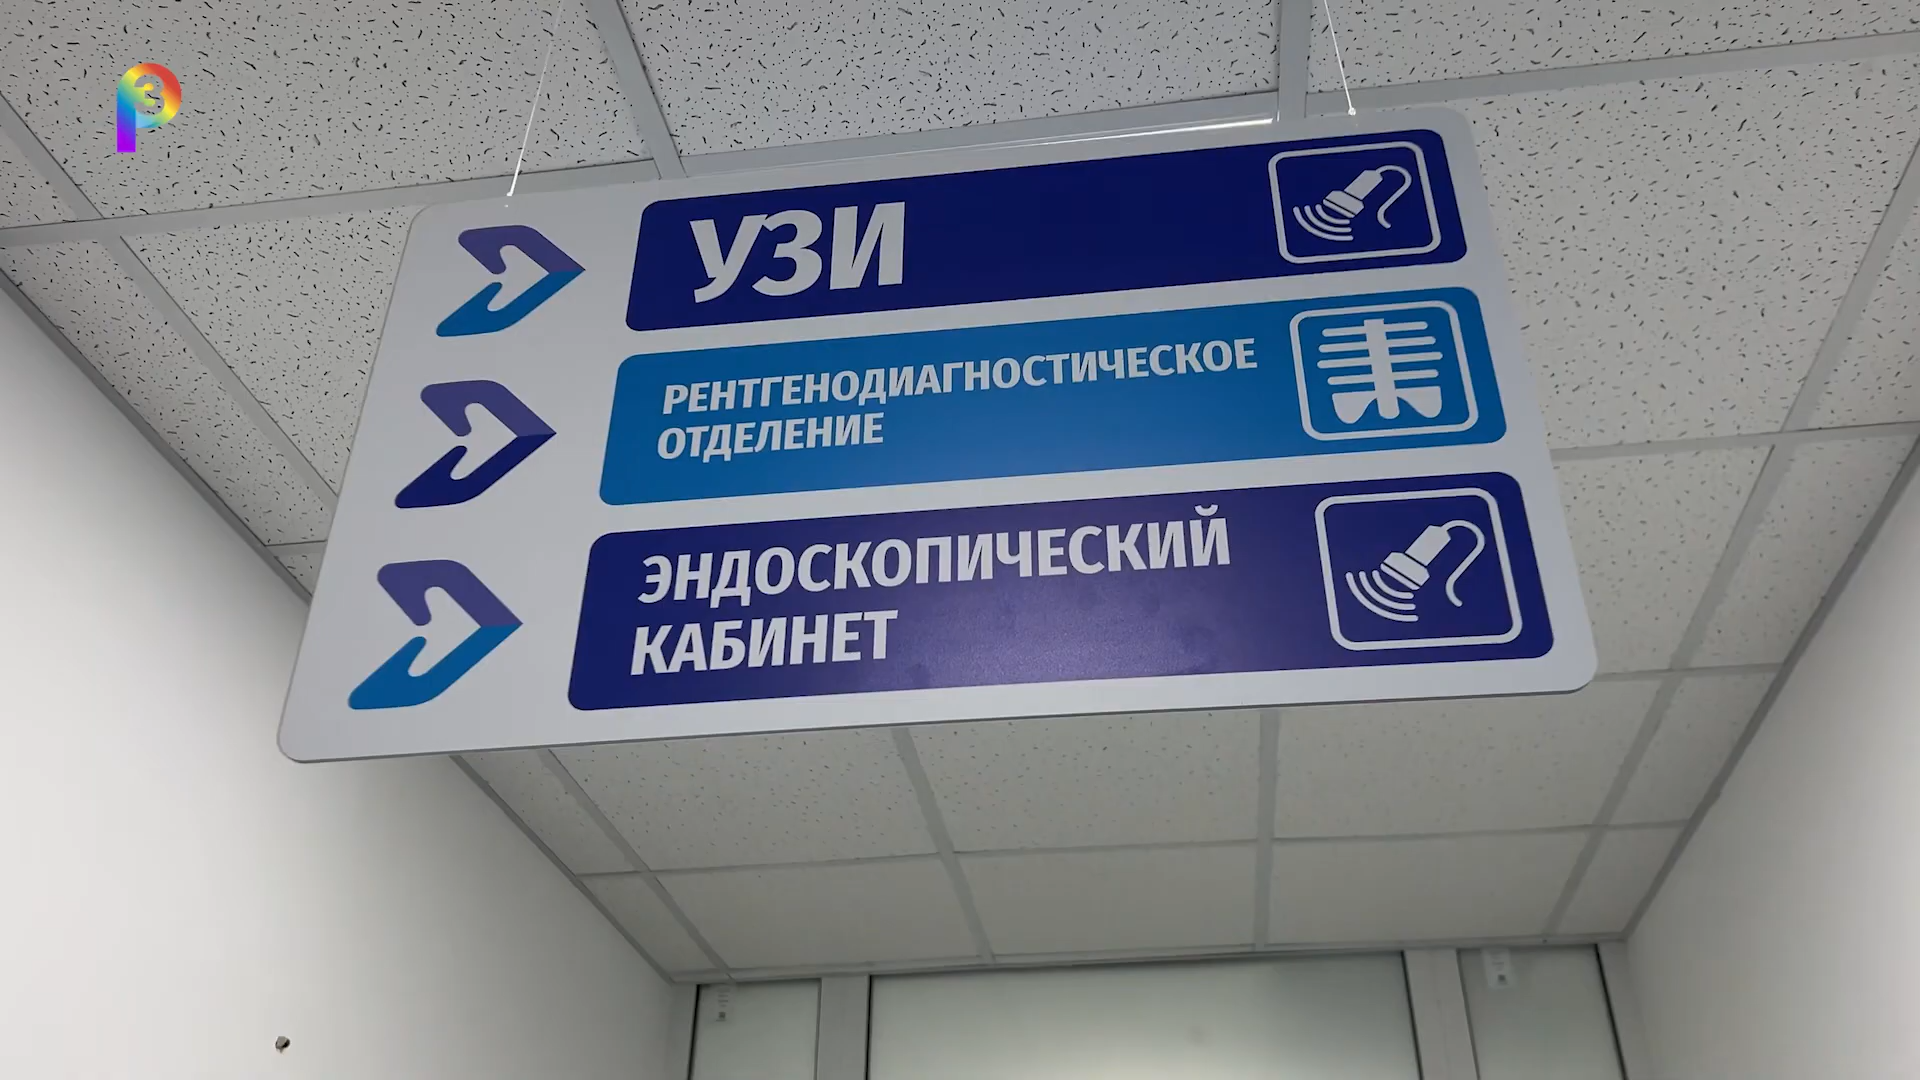 УЗИ
РЕНТГЕНОДИАГНОСТИЧЕСКОЕ
ОТДЕЛЕНИЕ
ЭНДОСКОПИЧЕСКИЙ
КАБИНЕТ